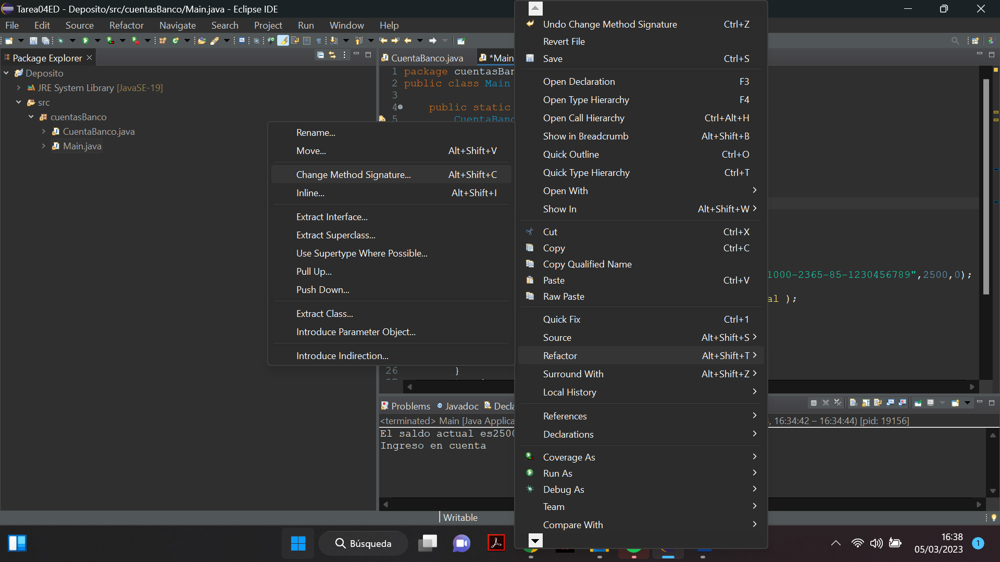 Tarea04ED - Deposito/src/cuentasBanco/Main.java - Eclipse IDE
File Edit Source Refactor Navigate Search Project Run Window Help
Package Explorer
Deposito
JRE System Library [JavaSE-19]
src
cuentasBanco
CuentaBanco.java
Main.java
CuentaBanco.java *Main
1 package cuentasBan
2 public class Main
3
4 public static
5 CuentaBanc
1000-2365-85-1230456789",2500,0);
al );
26 }
Rename...
Move... Alt+Shift+V
Change Method Signature... Alt+Shift+C
Inline... Alt+Shift+I
Extract Interface...
Extract Superclass...
Use Supertype Where Possible...
Pull Up...
Push Down...
Extract Class...
Introduce Parameter Object...
Introduce Indirection...
Undo Change Method Signature Ctrl+Z
Revert File
Save Ctrl+S
Open Declaration F3
Open Type Hierarchy F4
Open Call Hierarchy Ctrl+Alt+H
Show in Breadcrumb Alt+Shift+B
Quick Outline Ctrl+O
Quick Type Hierarchy Ctrl+T
Open With
Show In Alt+Shift+W
Cut Ctrl+X
Copy Ctrl+C
Copy Qualified Name
Paste Ctrl+V
Raw Paste
Quick Fix Ctrl+1
Source Alt+Shift+S
Refactor Alt+Shift+T
Surround With Alt+Shift+Z
Local History
References
Declarations
Coverage As
Run As
Debug As
Team
Compare With
Problems Javadoc Decla
<terminated> Main [Java Applica
, 16:34:42 – 16:34:44) [pid: 19156]
El saldo actual es2500
Ingreso en cuenta
Writable
Búsqueda
16:38
05/03/2023
1